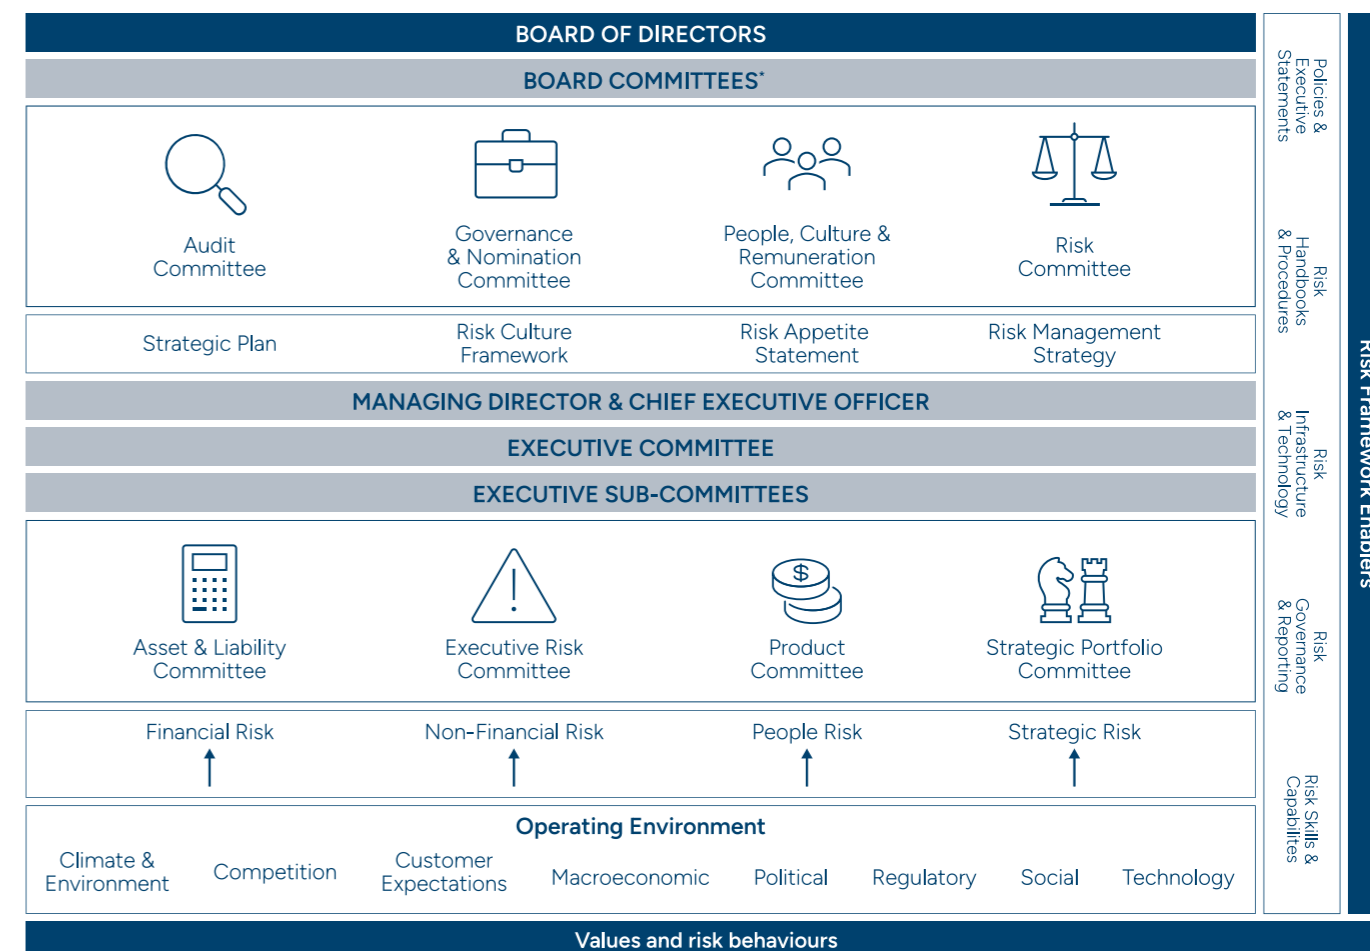 BOARD OF DIRECTORS
BOARD COMMITTEES*
Audit
Committee
Governance
& Nomination
Committee
People, Culture &
Remuneration
Committee
Risk
Committee
Strategic Plan
Risk Culture
Framework
Risk Appetite
Statement
Risk Management
Strategy
MANAGING DIRECTOR & CHIEF EXECUTIVE OFFICER
EXECUTIVE COMMITTEE
EXECUTIVE SUB-COMMITTEES
$
Asset & Liability
Committee
Executive Risk
Committee
Product
Committee
Strategic Portfolio
Committee
Financial Risk
Non-Financial Risk
People Risk
Strategic Risk
Operating Environment
Climate &
Environment
Competition
Customer
Expectations
Macroeconomic
Political
Regulatory
Social
Technology
Values and risk behaviours
Policies &
Executive
Statements
Risk
Handbooks
& Procedures
Risk
Infrastructure
& Technology
Risk
Governance
& Reporting
Risk Skills &
Capabilites
Risk Framework Enablers